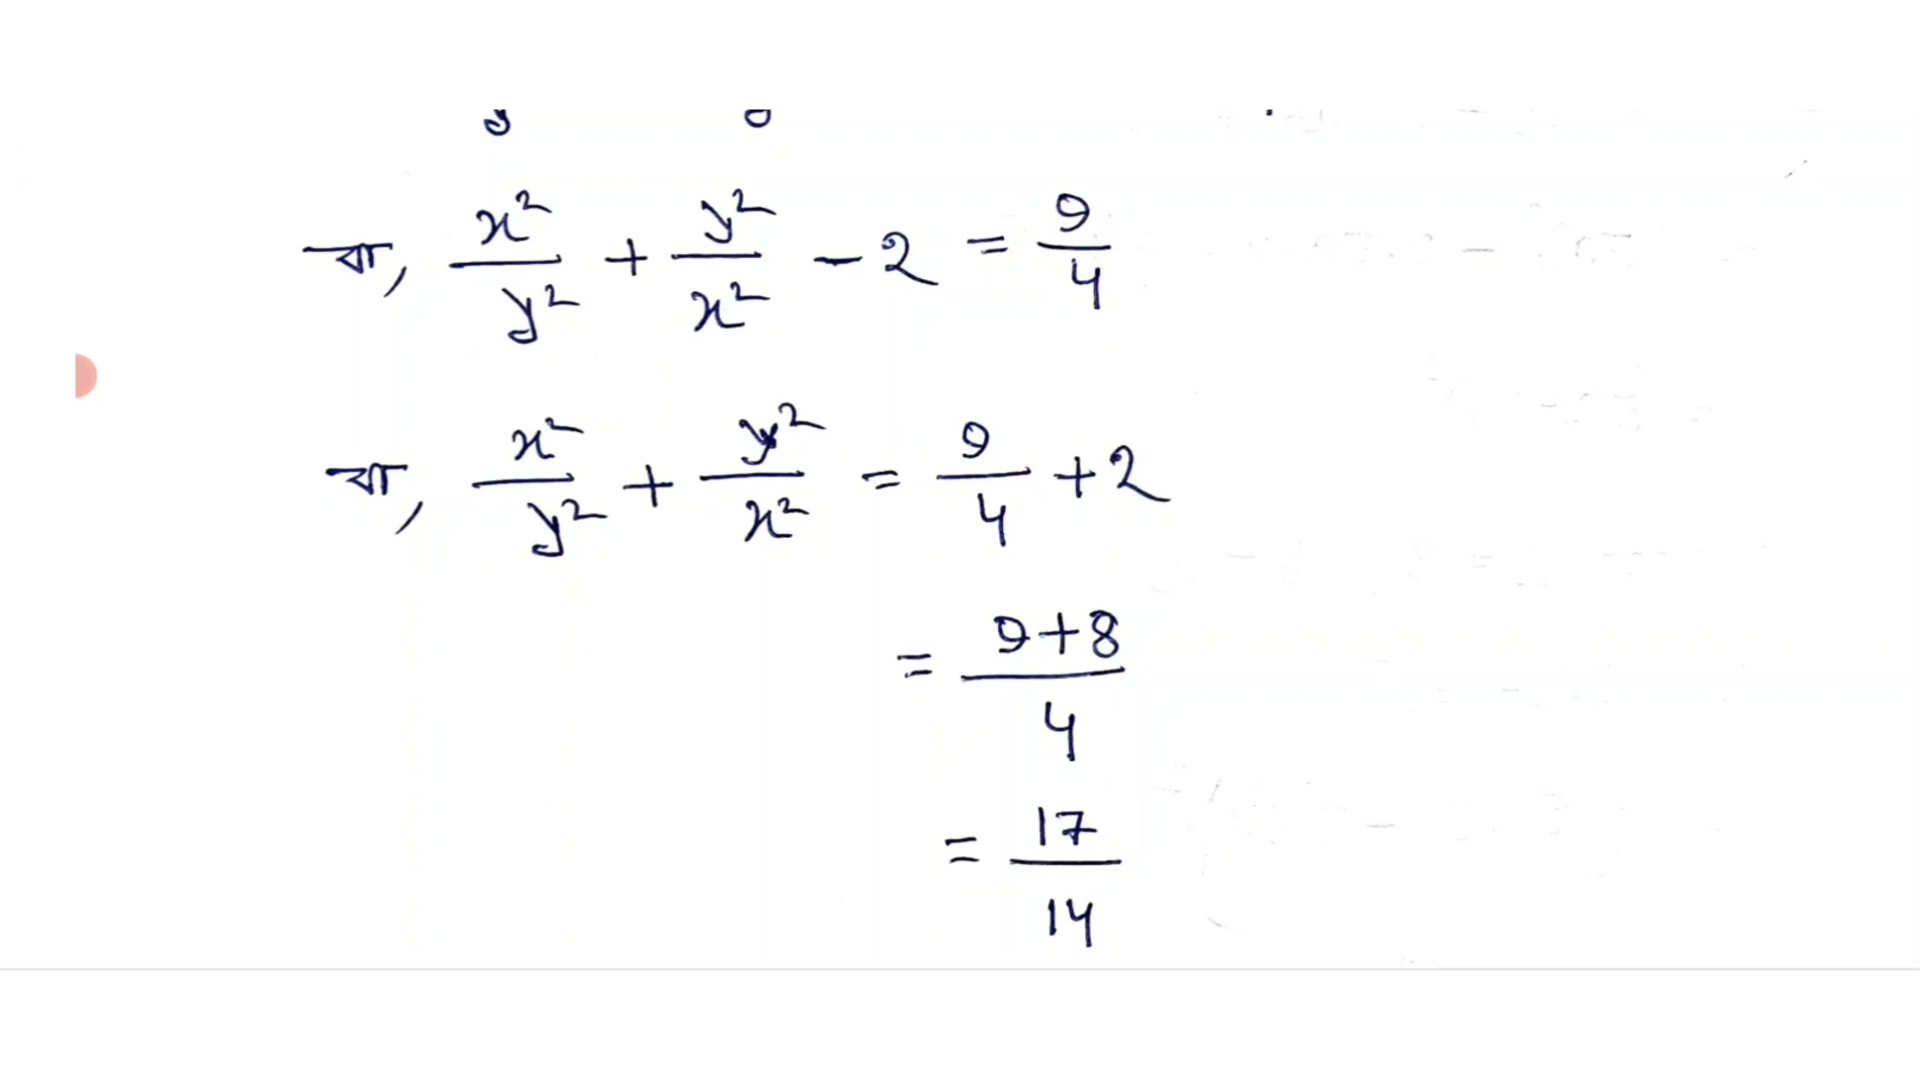 বা, x²/y² + y²/x² - 2 = 9/4
বা, x²/y² + y²/x² = 9/4 + 2
= 9+8/4
= 17/14